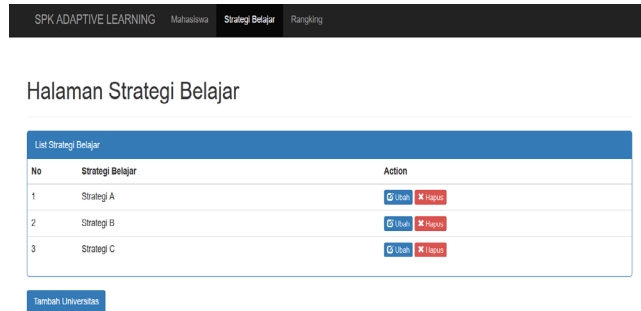 SPK ADAPTIVE LEARNING Mahasiswa Strategi Belajar Rangking
Halaman Strategi Belajar
List Strategi Belajar
No Strategi Belajar Action
1 Strategi A Ubah Hapus
2 Strategi B Ubah Hapus
3 Strategi C Ubah Hapus
Tambah Universitas